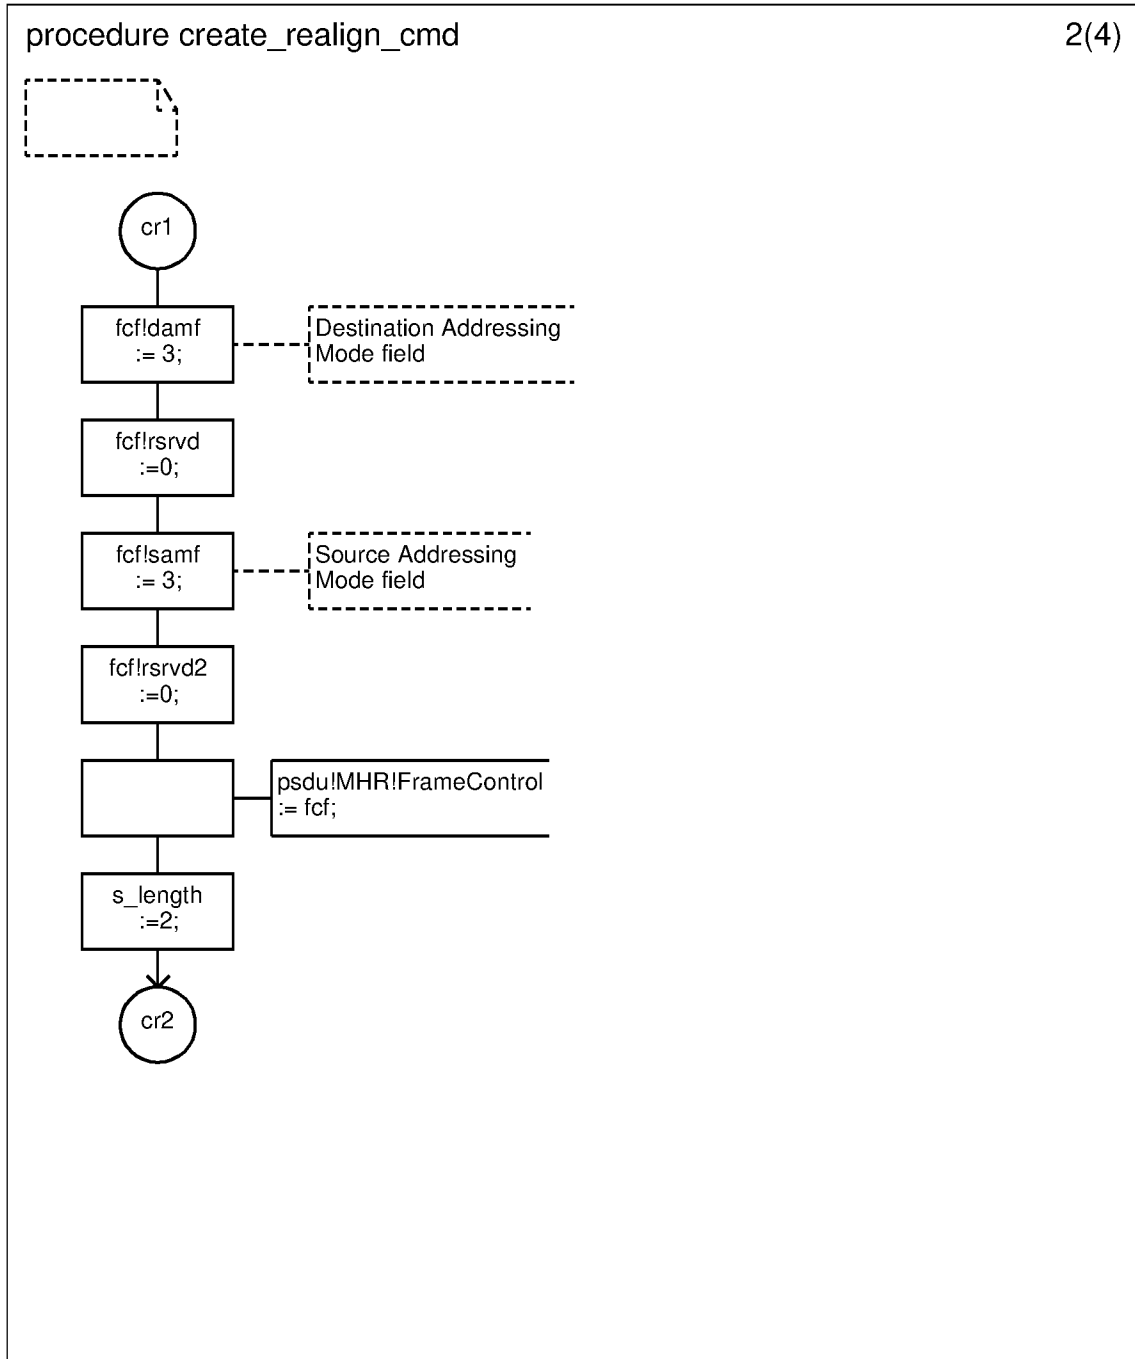 procedure create_realign_cmd
2(4)
cr1
fcf!damf
:= 3;
Destination Addressing
Mode field
fcf!rsrvd
:=0;
fcf!samf
:= 3;
Source Addressing
Mode field
fcf!rsrvd2
:=0;
psdu!MHR!FrameControl
:= fcf;
s_length
:=2;
cr2